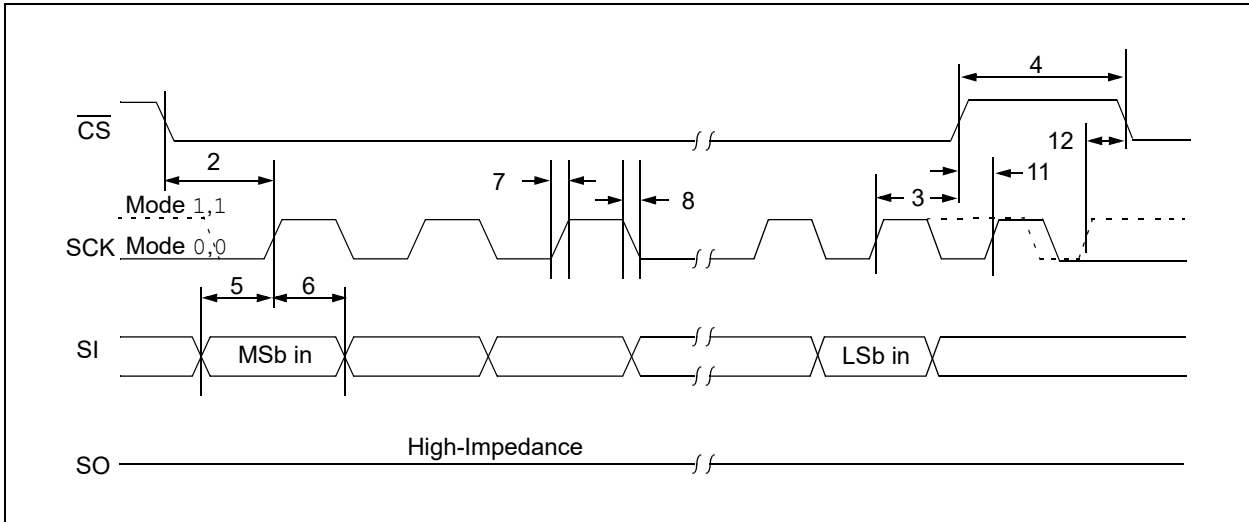 4
CS
12
2
7
8
3
11
Mode 1,1
SCK Mode 0,0
5
6
SI
MSb in
LSb in
High-Impedance
SO